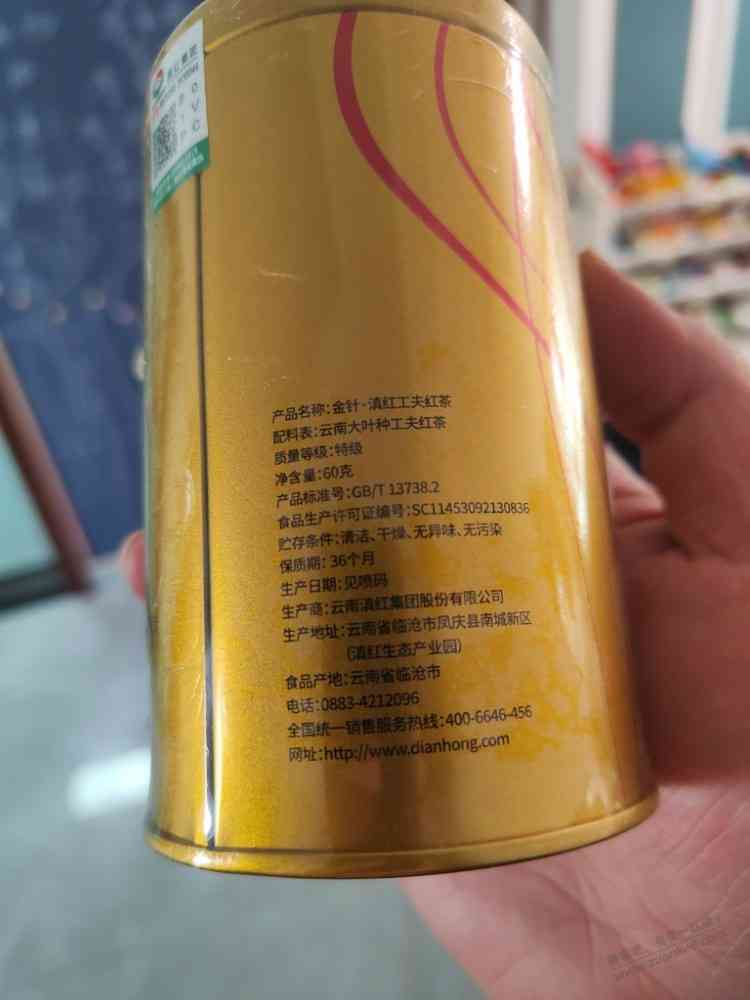 滇红集团
产品名称：金针·滇红工夫红茶
配料表：云南大叶种工夫红茶
质量等级：特级
净含量：60克
产品标准号：GB/T 13738.2
食品生产许可证编号：SC11453092130836
贮存条件：清洁、干燥、无异味、无污染
保质期：36个月
生产日期：见喷码
生产商：云南滇红集团股份有限公司
生产地址：云南省临沧市凤庆县南城新区
(滇红生态产业园)
食品产地：云南省临沧市
电话：0883-4212096
全国统一销售服务热线：400-6646-456
网址：http://www.dianhong.com